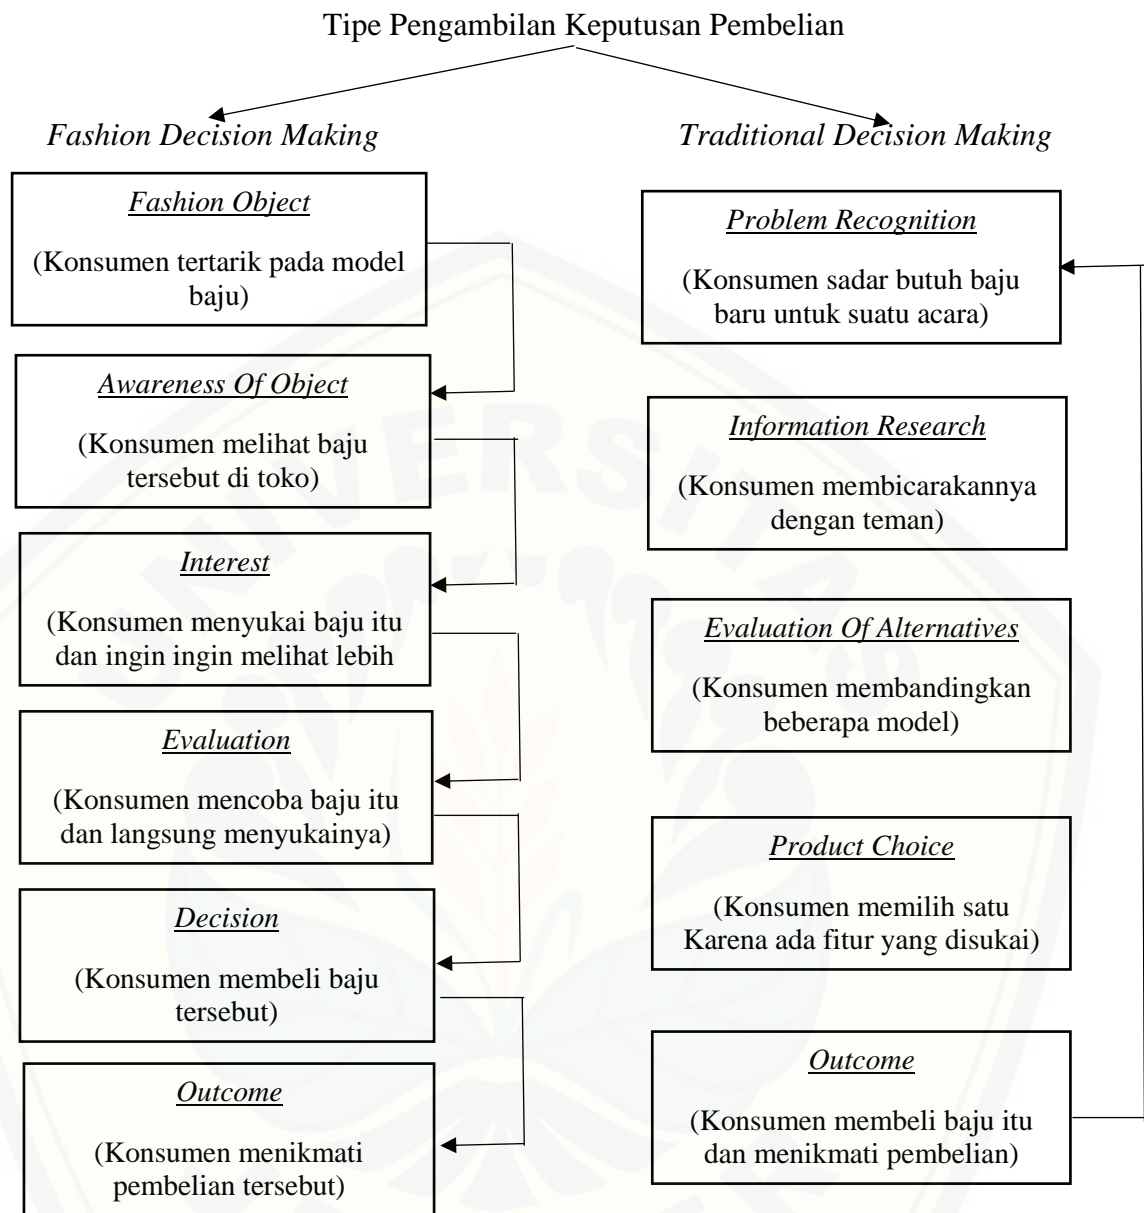 Tipe Pengambilan Keputusan Pembelian
Fashion Decision Making
Fashion Object
(Konsumen tertarik pada model
baju)
Awareness Of Object
(Konsumen melihat baju
tersebut di toko)
Interest
(Konsumen menyukai baju itu
dan ingin ingin melihat lebih
Evaluation
(Konsumen mencoba baju itu
dan langsung menyukainya)
Decision
(Konsumen membeli baju
tersebut)
Outcome
(Konsumen menikmati
pembelian tersebut)
Traditional Decision Making
Problem Recognition
(Konsumen sadar butuh baju
baru untuk suatu acara)
Information Research
(Konsumen membicarakannya
dengan teman)
Evaluation Of Alternatives
(Konsumen membandingkan
beberapa model)
Product Choice
(Konsumen memilih satu
Karena ada fitur yang disukai)
Outcome
(Konsumen membeli baju itu
dan menikmati pembelian)
UNIVERSITAS